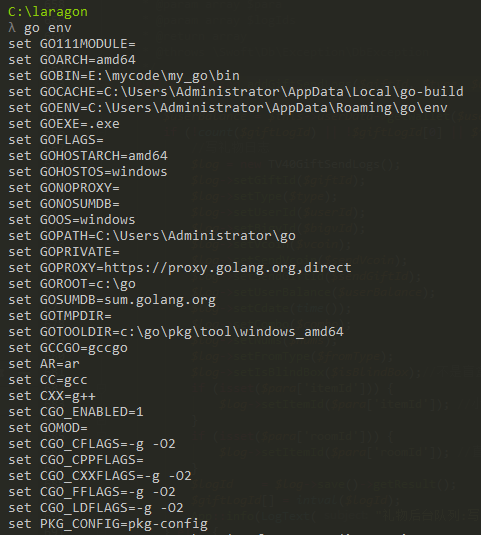 C:\laragon
λ go env
set GO111MODULE=
set GOARCH=amd64
set GOBIN=E:\mycode\my_go\bin
set GOCACHE=C:\Users\Administrator\AppData\Local\go-build
set GOENV=C:\Users\Administrator\AppData\Roaming\go\env
set GOEXE=.exe
set GOFLAGS=
set GOHOSTARCH=amd64
set GOHOSTOS=windows
set GONOPROXY=
set GONOSUMDB=
set GOOS=windows
set GOPATH=C:\Users\Administrator\go
set GOPRIVATE=
set GOPROXY=https://proxy.golang.org,direct
set GOROOT=c:\go
set GOSUMDB=sum.golang.org
set GOTMPDIR=
set GOTOOLDIR=c:\go\pkg\tool\windows_amd64
set GCCGO=gccgo
set AR=ar
set CC=gcc
set CXX=g++
set CGO_ENABLED=1
set GOMOD=
set CGO_CFLAGS=-g -O2
set CGO_CPPFLAGS=
set CGO_CXXFLAGS=-g -O2
set CGO_FFLAGS=-g -O2
set CGO_LDFLAGS=-g -O2
set PKG_CONFIG=pkg-config